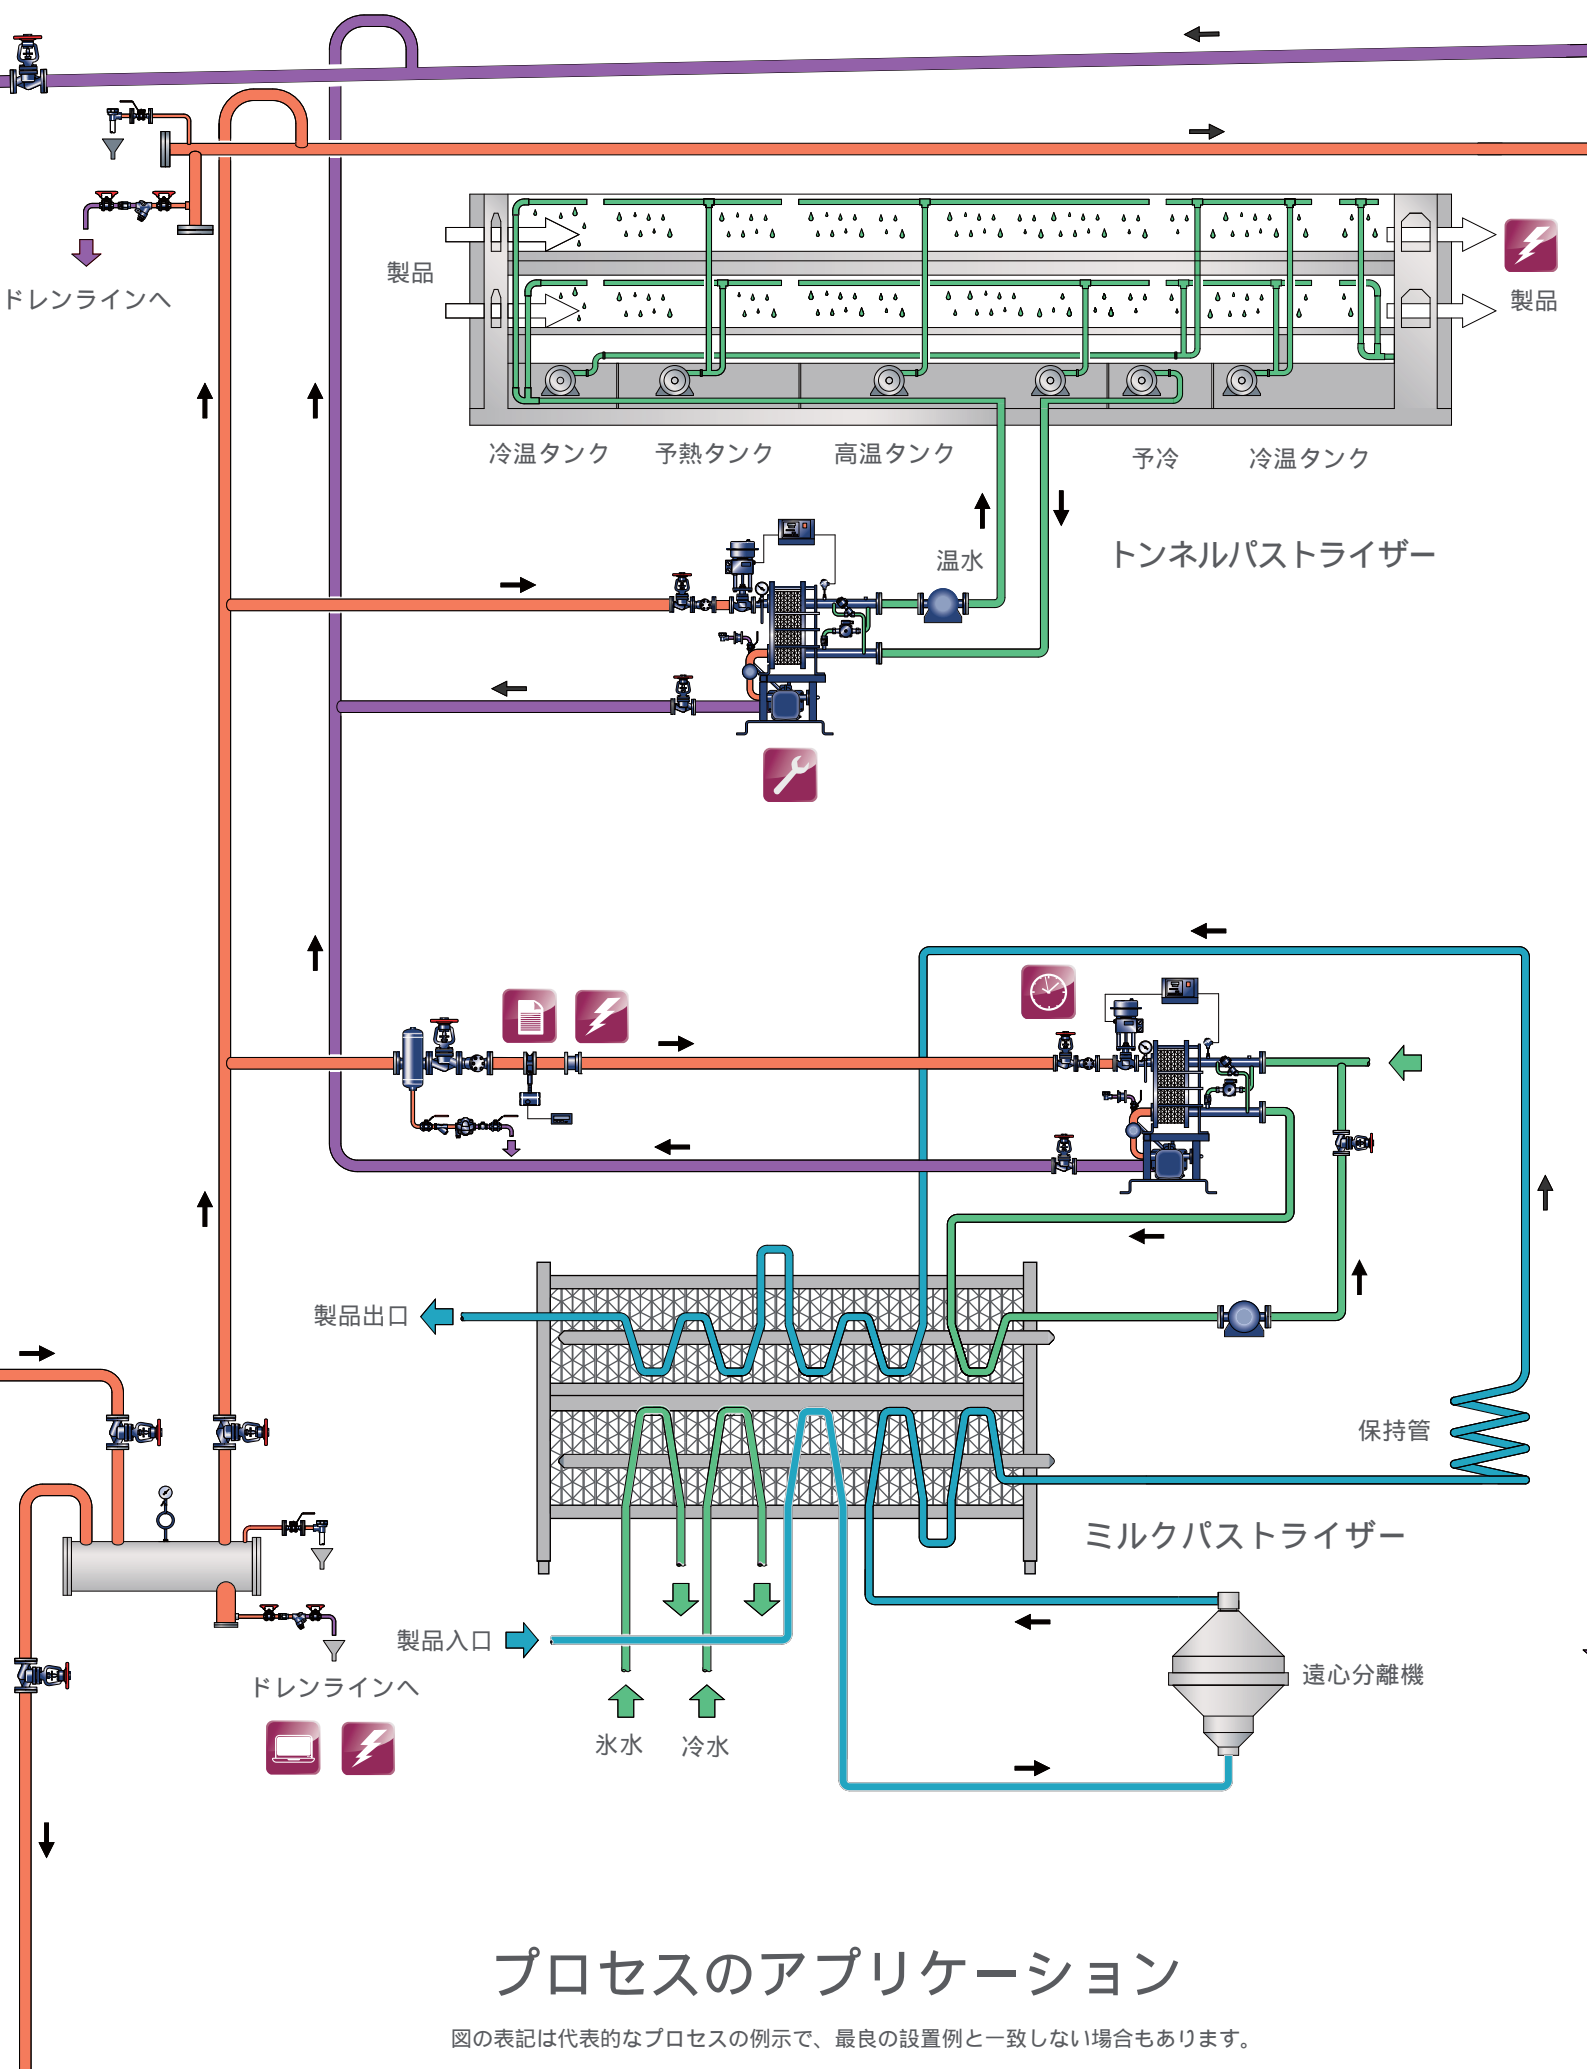 ドレンラインへ
製品
製品
冷温タンク
予熱タンク
高温タンク
予冷
冷温タンク
温水
トンネルパストライザー
製品出口
保持管
ミルクパストライザー
製品入口
遠心分離機
ドレンラインへ
氷水
冷水
プロセスのアプリケーション
図の表記は代表的なプロセスの例示で、最良の設置例と一致しない場合もあります。